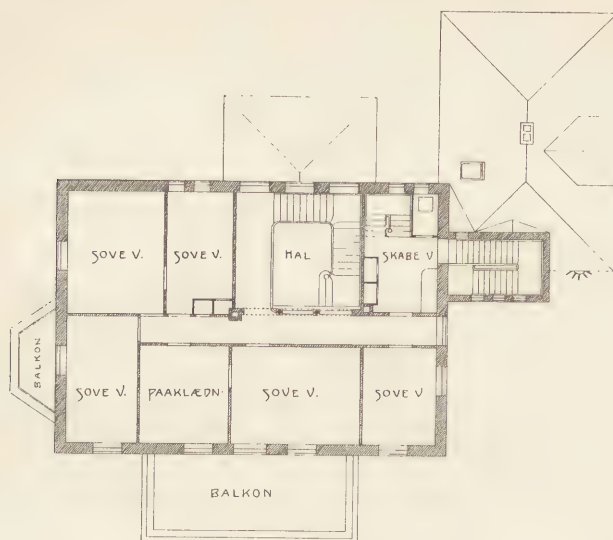 SOVE V.
SOVE V.
HAL
SKABE V
BALKON
SOVE V.
PAAKLÆDN.
SOVE V.
SOVE V
BALKON